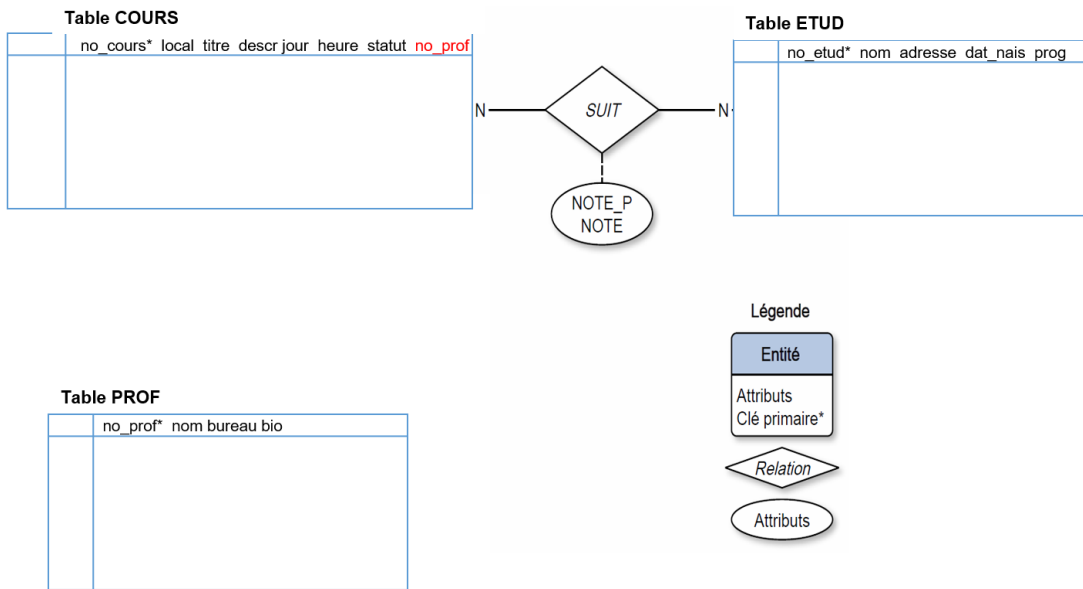 Table COURS
no_cours* local titre descr jour heure statut no_prof
N
SUIT
N
NOTE_P
NOTE
Table ETUD
no_etud* nom adresse dat_nais prog
Légende
Entité
Attributs
Clé primaire*
Relation
Attributs
Table PROF
no_prof* nom bureau bio